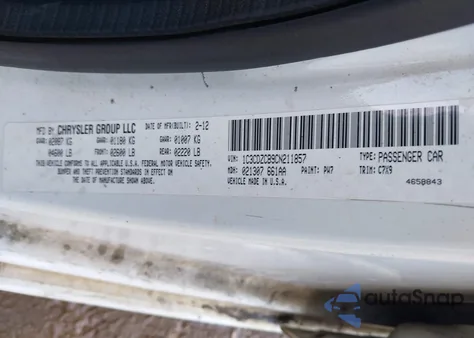 MFD BY CHRYSLER GROUP LLC DATE OF MFR(BUILT): 2-12
GVWR: 02087 KG GAWR: 01180 KG GAWR: 01007 KG
04600 LB FRONT: 02600 LB REAR: 02220 LB
THIS VEHICLE CONFORMS TO ALL APPLICABLE U.S.A. FEDERAL MOTOR VEHICLE SAFETY,
BUMPER AND THEFT PREVENTION STANDARDS IN EFFECT ON
THE DATE OF MANUFACTURE SHOWN ABOVE.
VIN: 1C3CDZCB9CN211857 TYPE: PASSENGER CAR
MDH: 021307 661AA PAINT: PW7 TRIM: C7X9
VEHICLE MADE IN U.S.A. 4658843
autoSnap